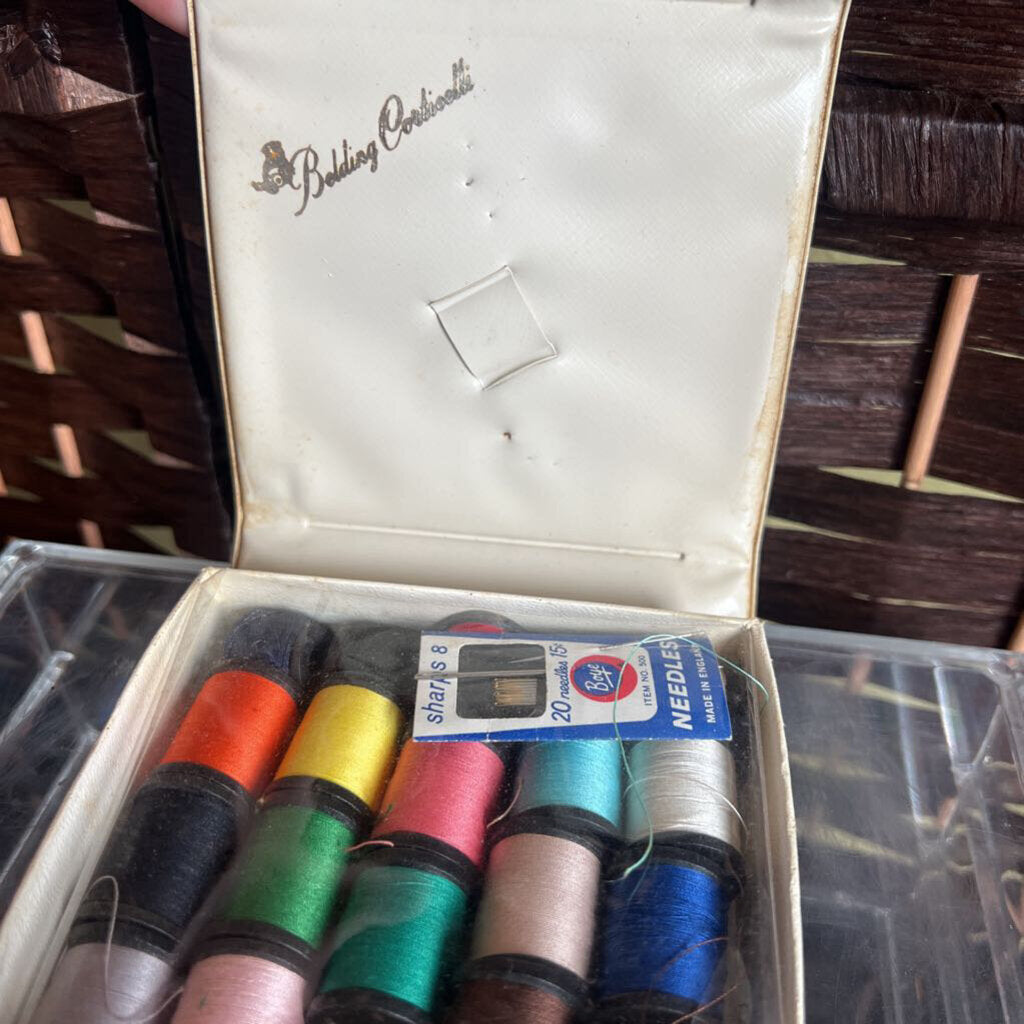 Belding Corticelli
sharps 8
20 needles 15¢
Boye
ITEM NO. 500
NEEDLES
MADE IN ENGLAND